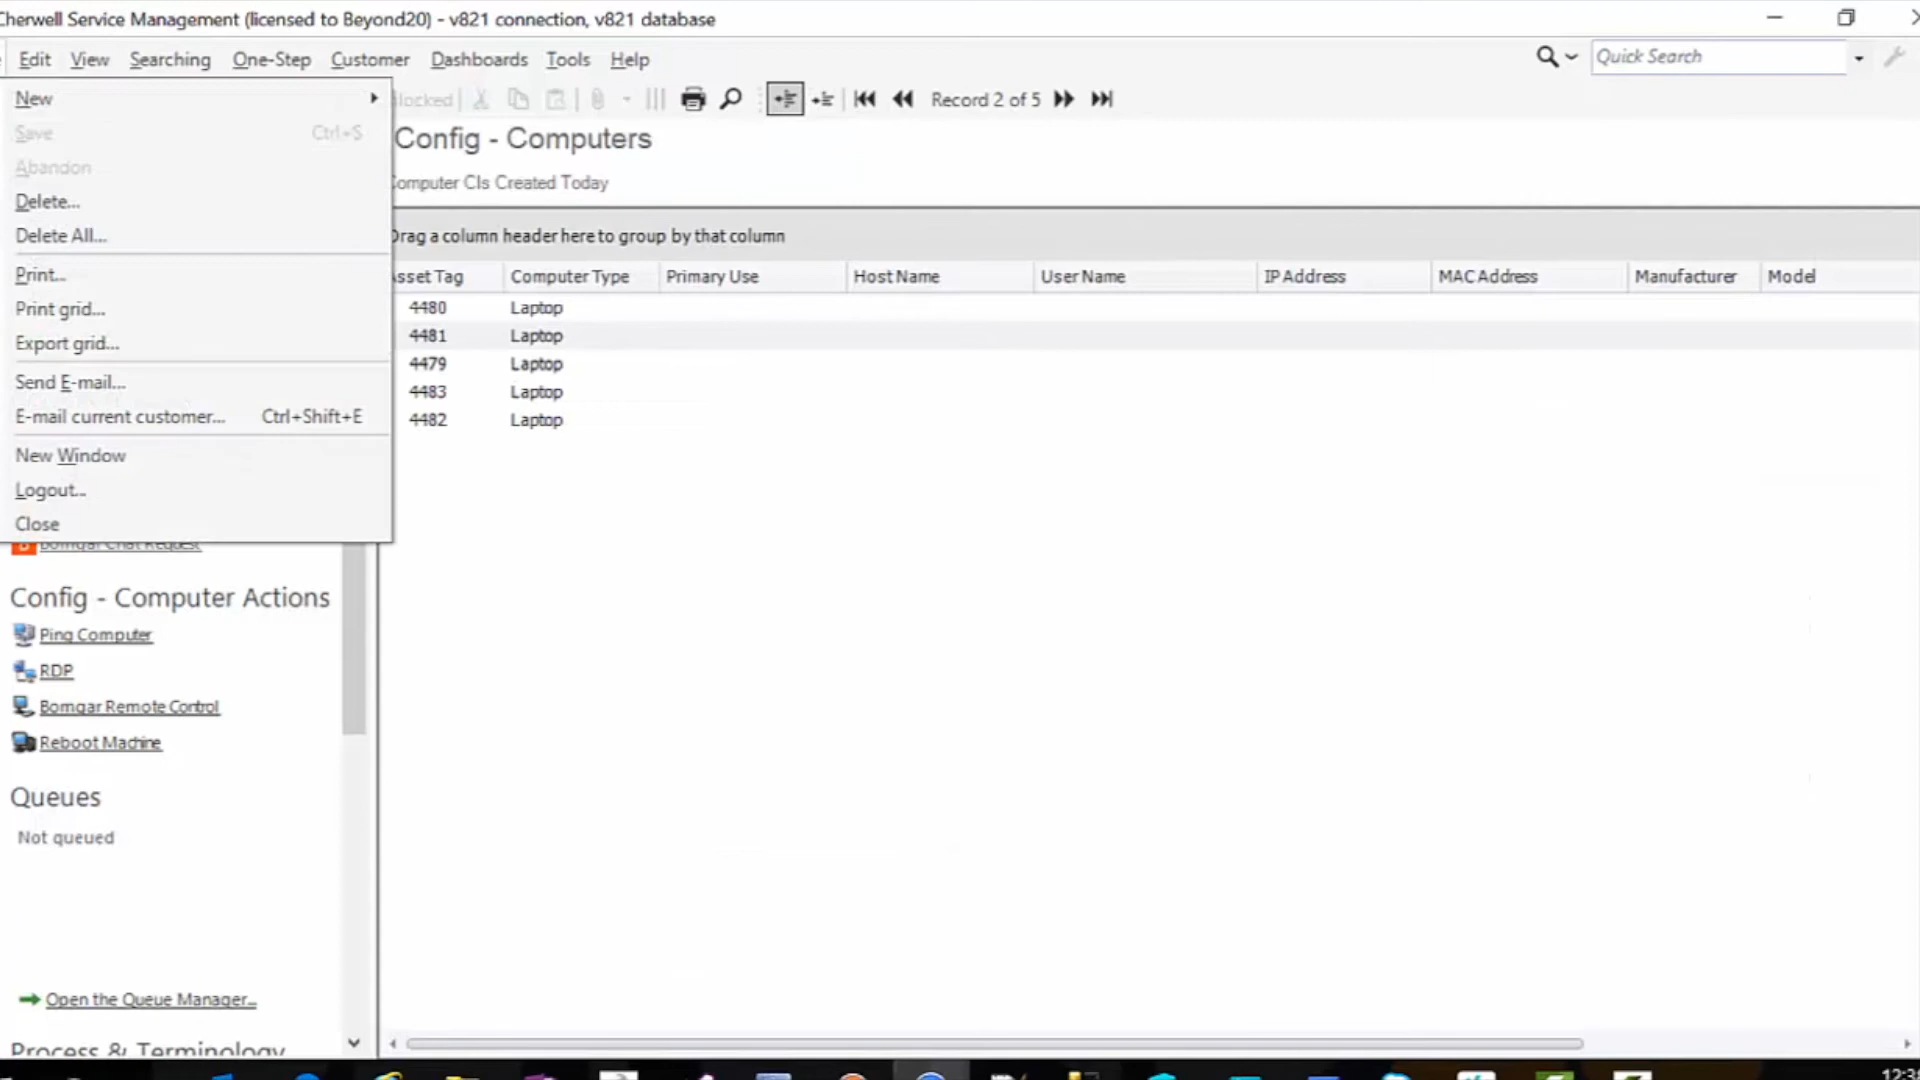 Cherwell Service Management (licensed to Beyond20) - v821 connection, v821 database
Edit View Searching One-Step Customer Dashboards Tools Help
Quick Search
New
Save Ctrl+S
Abandon
Delete...
Delete All...
Print...
Print grid...
Export grid...
Send E-mail...
E-mail current customer... Ctrl+Shift+E
New Window
Logout...
Close
Record 2 of 5
Config - Computers
Computer CIs Created Today
Drag a column header here to group by that column
Asset Tag Computer Type Primary Use Host Name User Name IP Address MAC Address Manufacturer Model
4480 Laptop
4481 Laptop
4479 Laptop
4483 Laptop
4482 Laptop
Bomgar Chat Request
Config - Computer Actions
Ping Computer
RDP
Bomgar Remote Control
Reboot Machine
Queues
Not queued
Open the Queue Manager...
Process & Terminology